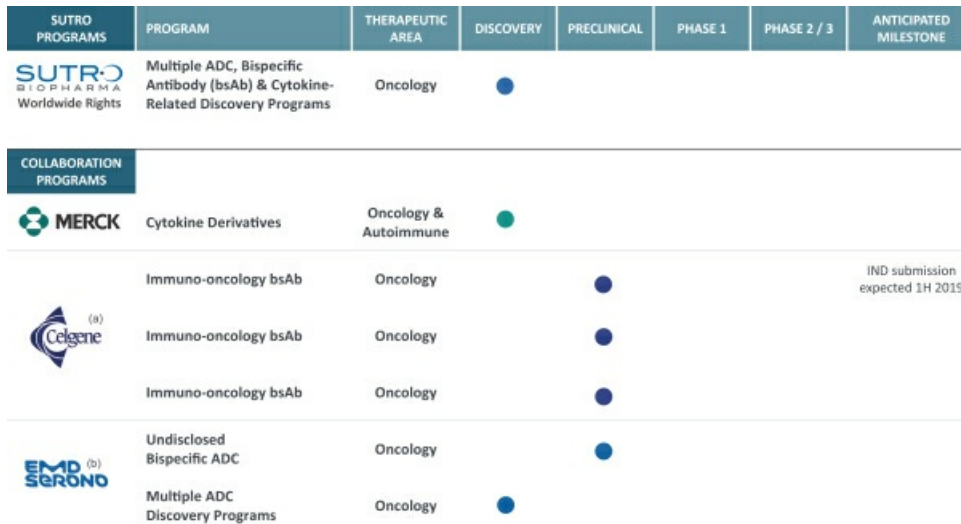 SUTRO
PROGRAMS
PROGRAM
THERAPEUTIC
AREA
DISCOVERY
PRECLINICAL
PHASE 1
PHASE 2 / 3
ANTICIPATED
MILESTONE
SUTRO
BIOPHARMA
Worldwide Rights
Multiple ADC, Bispecific
Antibody (bsAb) & Cytokine-
Related Discovery Programs
Oncology
COLLABORATION
PROGRAMS
MERCK
Cytokine Derivatives
Oncology &
Autoimmune
Celgene (a)
Immuno-oncology bsAb
Oncology
IND submission
expected 1H 2019
Immuno-oncology bsAb
Oncology
Immuno-oncology bsAb
Oncology
EMD (b)
SERONO
Undisclosed
Bispecific ADC
Oncology
Multiple ADC
Discovery Programs
Oncology